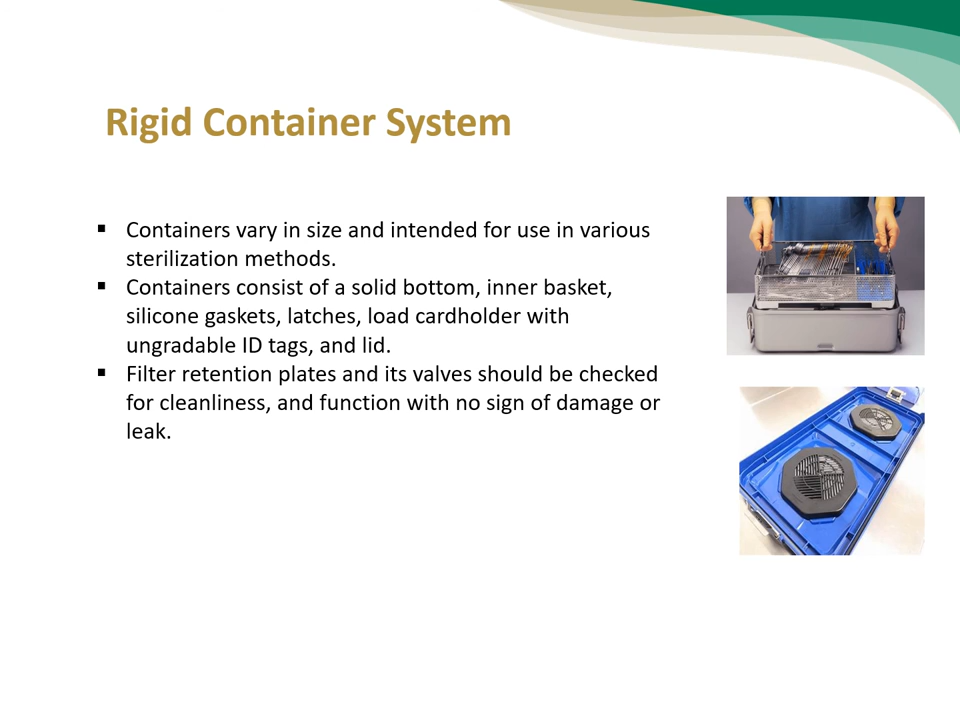 Rigid Container System
▪ Containers vary in size and intended for use in various
sterilization methods.
▪ Containers consist of a solid bottom, inner basket,
silicone gaskets, latches, load cardholder with
ungradable ID tags, and lid.
▪ Filter retention plates and its valves should be checked
for cleanliness, and function with no sign of damage or
leak.